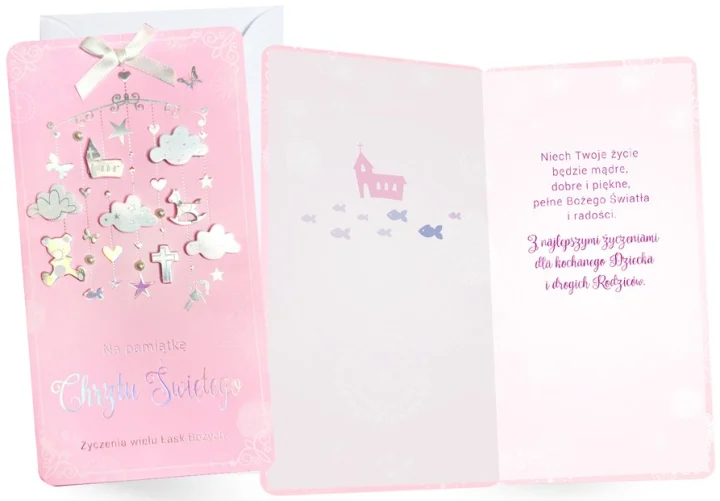 Na pamiątkę
Chrztu Świętego
Życzenia wielu Łask Bożych
Niech Twoje życie
będzie mądre,
dobre i piękne,
pełne Bożego Światła
i radości.
Z najlepszymi życzeniami
dla kochanego Dziecka
i drogich Rodziców.